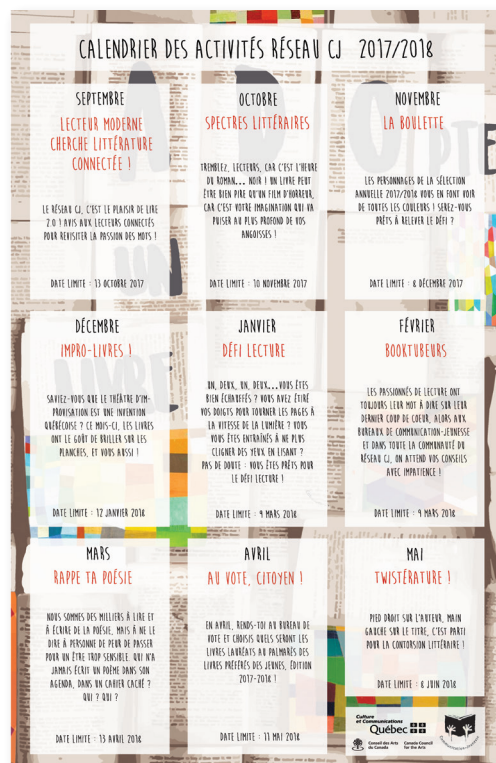 CALENDRIER DES ACTIVITÉS RÉSEAU CJ 2017/2018
SEPTEMBRE
LECTEUR MODERNE
CHERCHE LITTÉRATURE
CONNECTÉE !
LE RÉSEAU CJ, C'EST LE PLAISIR DE LIRE
2.0 ! AVIS AUX LECTEURS CONNECTÉS
POUR REVISITER LA PASSION DES MOTS !
DATE LIMITE : 13 OCTOBRE 2017
OCTOBRE
SPECTRES LITTÉRAIRES
TREMBLEZ, LECTEURS, CAR C'EST L'HEURE
DU ROMAN... NOIR ! UN LIVRE PEUT
ÊTRE BIEN PIRE QU'UN FILM D'HORREUR,
CAR C'EST VOTRE IMAGINATION QUI VA
PUISER AU PLUS PROFOND DE VOS
ANGOISSES !
DATE LIMITE : 10 NOVEMBRE 2017
NOVEMBRE
LA BOULETTE
LES PERSONNAGES DE LA SÉLECTION
ANNUELLE 2017/2018 VOUS EN FONT VOIR
DE TOUTES LES COULEURS ! SEREZ-VOUS
PRÊTS À RELEVER LE DÉFI ?
DATE LIMITE : 8 DÉCEMBRE 2017
DÉCEMBRE
IMPRO-LIVRES !
SAVIEZ-VOUS QUE LE THÉÂTRE D'IM-
PROVISATION EST UNE INVENTION
QUÉBÉCOISE ? CE MOIS-CI, LES LIVRES
ONT LE GOÛT DE BRILLER SUR LES
PLANCHES, ET VOUS AUSSI !
DATE LIMITE : 12 JANVIER 2018
JANVIER
DÉFI LECTURE
UN, DEUX, UN, DEUX...VOUS ÊTES
BIEN ÉCHAUFFÉS ? VOUS AVEZ ÉTIRÉ
VOS DOIGTS POUR TOURNER LES PAGES À
LA VITESSE DE LA LUMIÈRE ? VOUS
VOUS ÊTES ENTRAÎNÉS À NE PLUS
CLIGNER DES YEUX EN LISANT ?
PAS DE DOUTE : VOUS ÊTES PRÊTS POUR
LE DÉFI LECTURE !
DATE LIMITE : 9 MARS 2018
FÉVRIER
BOOKTUBEURS
LES PASSIONNÉS DE LECTURE ONT
TOUJOURS LEUR MOT À DIRE SUR LEUR
DERNIER COUP DE COEUR, ALORS AUX
BUREAUX DE COMMUNICATION-JEUNESSE
ET DANS TOUTE LA COMMUNAUTÉ DU
RÉSEAU CJ, ON ATTEND VOS CONSEILS
AVEC IMPATIENCE !
DATE LIMITE : 9 MARS 2018
MARS
RAPPE TA POÉSIE
NOUS SOMMES DES MILLIERS À LIRE ET
À ÉCRIRE DE LA POÉSIE, MAIS À NE LE
DIRE À PERSONNE DE PEUR DE PASSER
POUR UN ÊTRE TROP SENSIBLE. QUI N'A
JAMAIS ÉCRIT UN POÈME DANS SON
AGENDA, DANS UN CAHIER CACHÉ ?
QUI ? QUI ?
DATE LIMITE : 13 AVRIL 2018
AVRIL
AU VOTE, CITOYEN !
EN AVRIL, RENDS-TOI AU BUREAU DE
VOTE ET CHOISIS QUELS SERONT LES
LIVRES LAURÉATS AU PALMARÈS DES
LIVRES PRÉFÉRÉS DES JEUNES, ÉDITION
2017-2018 !
DATE LIMITE : 11 MAI 2018
MAI
TWISTÉRATURE !
PIED DROIT SUR L'AUTEUR, MAIN
GAUCHE SUR LE TITRE, C'EST PARTI
POUR LA CONTORSION LITTÉRAIRE !
DATE LIMITE : 8 JUIN 2018
Culture
et Communications
Québec
Conseil des Arts
du Canada
Canada Council
for the Arts